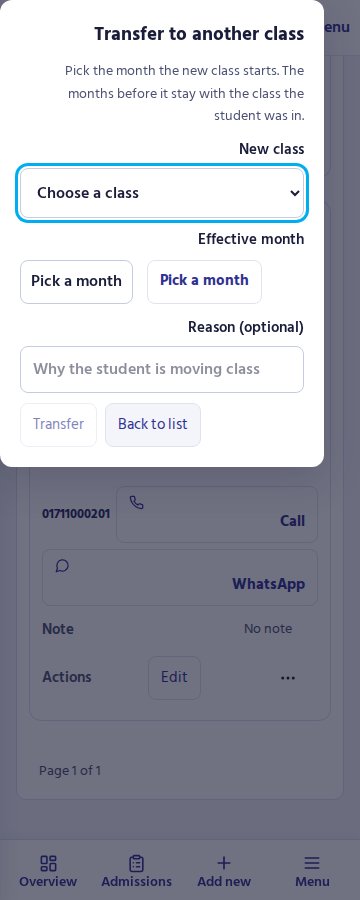 Transfer to another class
enu
Pick the month the new class starts. The
months before it stay with the class the
student was in.
New class
Choose a class
Effective month
Pick a month
Pick a month
Reason (optional)
Why the student is moving class
Transfer
Back to list
01711000201
Call
WhatsApp
Note
No note
Actions
Edit
Page 1 of 1
Overview
Admissions
Add new
Menu